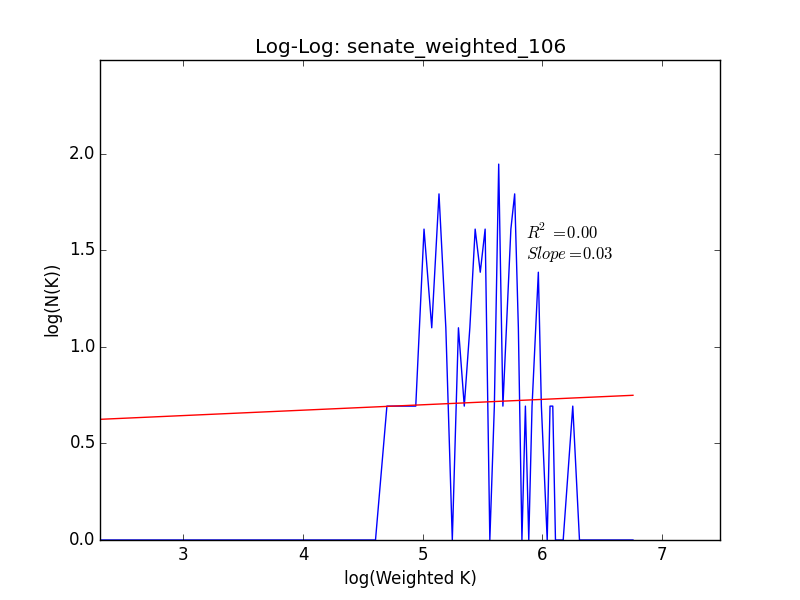 Log-Log: senate_weighted_106
2.0
1.5
1.0
0.5
0.0
log(N(K))
R² =0.00
Slope=0.03
3 4 5 6 7
log(Weighted K)